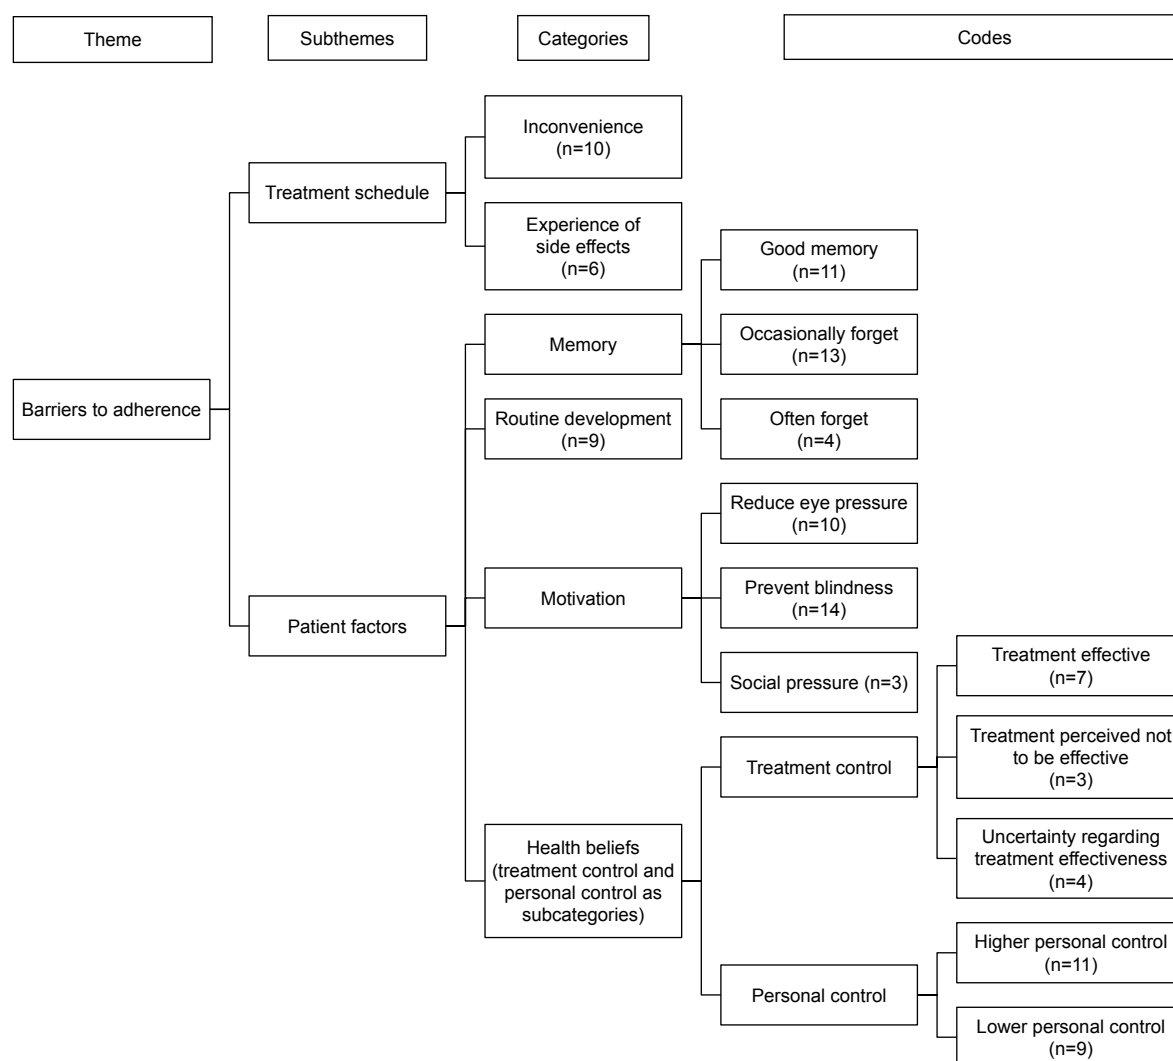 Theme
Subthemes
Categories
Codes
Inconvenience
(n=10)
Treatment schedule
Experience of
side effects
(n=6)
Good memory
(n=11)
Memory
Occasionally forget
(n=13)
Barriers to adherence
Routine development
(n=9)
Often forget
(n=4)
Reduce eye pressure
(n=10)
Patient factors
Motivation
Prevent blindness
(n=14)
Social pressure (n=3)
Treatment effective
(n=7)
Treatment control
Treatment perceived not
to be effective
(n=3)
Health beliefs
(treatment control and
personal control as
subcategories)
Uncertainty regarding
treatment effectiveness
(n=4)
Higher personal control
(n=11)
Personal control
Lower personal control
(n=9)